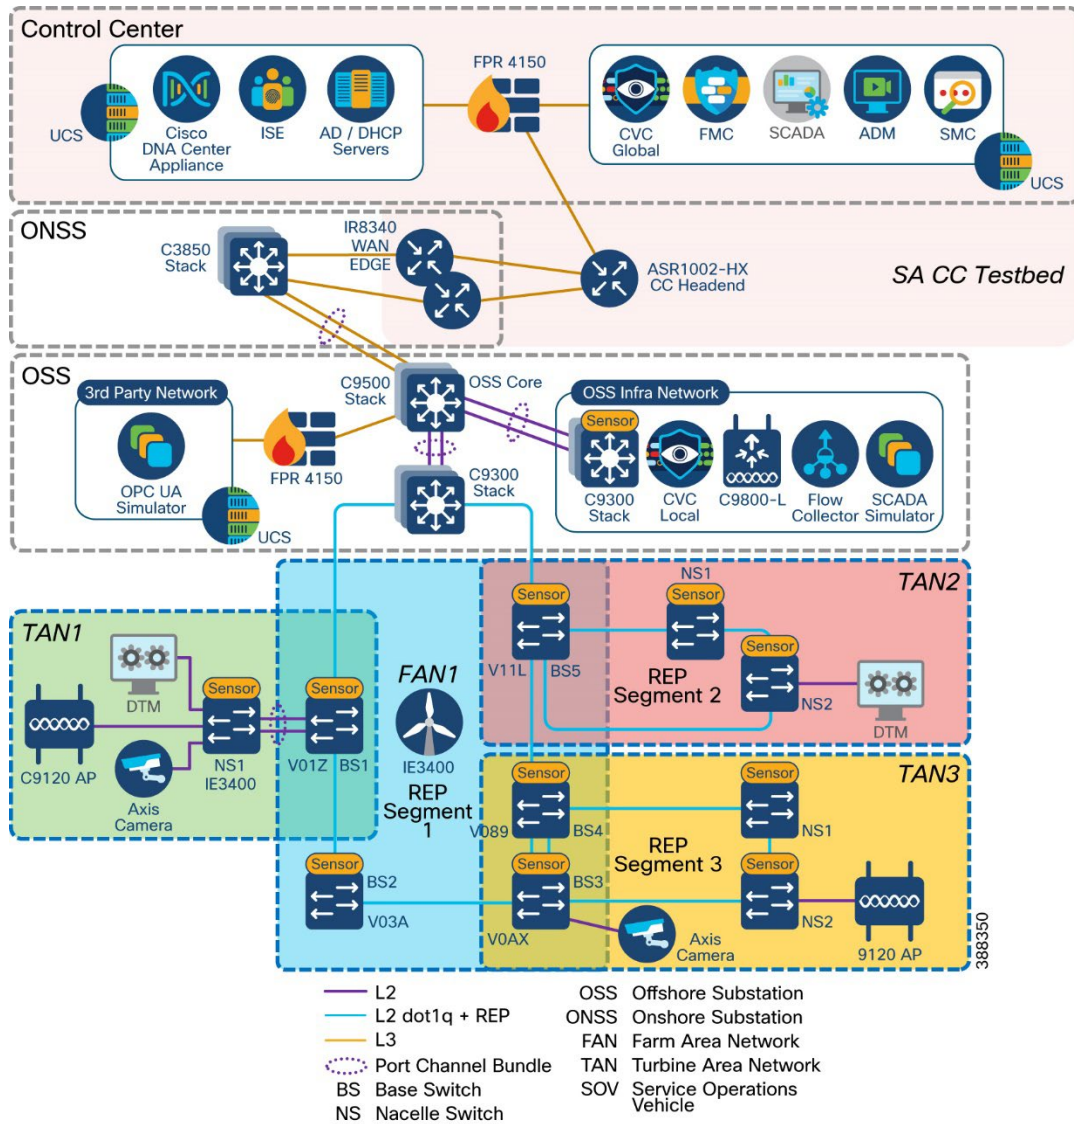 Control Center
FPR 4150
UCS
Cisco
DNA Center
Appliance
ISE
AD / DHCP
Servers
CVC
Global
FMC
SCADA
ADM
SMC
UCS
ONSS
C3850
Stack
IR8340
WAN
EDGE
ASR1002-HX
CC Headend
SA CC Testbed
OSS
3rd Party Network
OPC UA
Simulator
UCS
FPR 4150
C9500
Stack
OSS Core
C9300
Stack
OSS Infra Network
Sensor
C9300
Stack
CVC
Local
C9800-L
Flow
Collector
SCADA
Simulator
TAN1
DTM
C9120 AP
Axis
Camera
Sensor
NS1
IE3400
Sensor
V01Z
BS1
FAN1
IE3400
REP
Segment
1
Sensor
BS2
V03A
TAN2
Sensor
V11L
BS5
NS1
Sensor
REP
Segment 2
Sensor
NS2
DTM
TAN3
Sensor
V089
BS4
REP
Segment 3
Sensor
NS1
Sensor
BS3
V0AX
Axis
Camera
Sensor
NS2
9120 AP
388350
L2
L2 dot1q + REP
L3
Port Channel Bundle
BS Base Switch
NS Nacelle Switch
OSS Offshore Substation
ONSS Onshore Substation
FAN Farm Area Network
TAN Turbine Area Network
SOV Service Operations
Vehicle